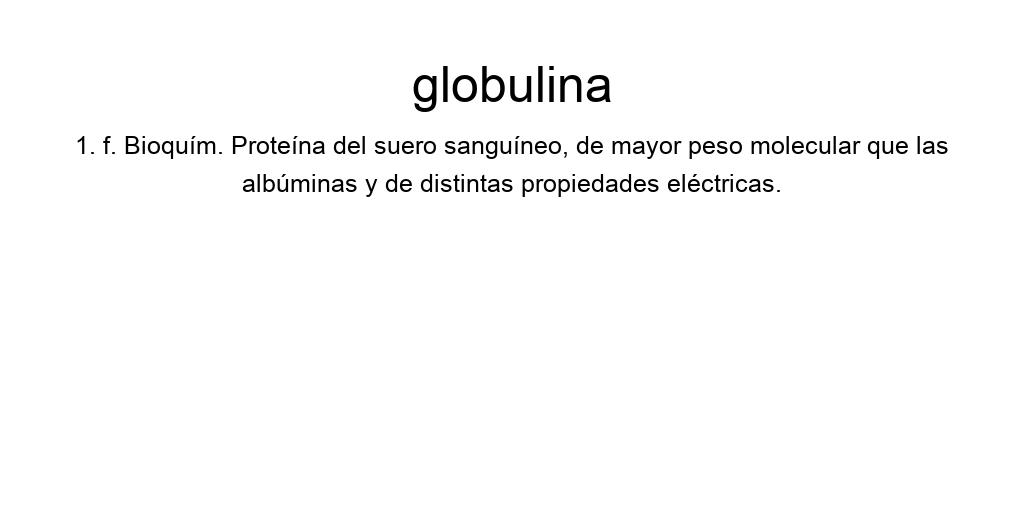 globulina
1. f. Bioquím. Proteína del suero sanguíneo, de mayor peso molecular que las
albúminas y de distintas propiedades eléctricas.